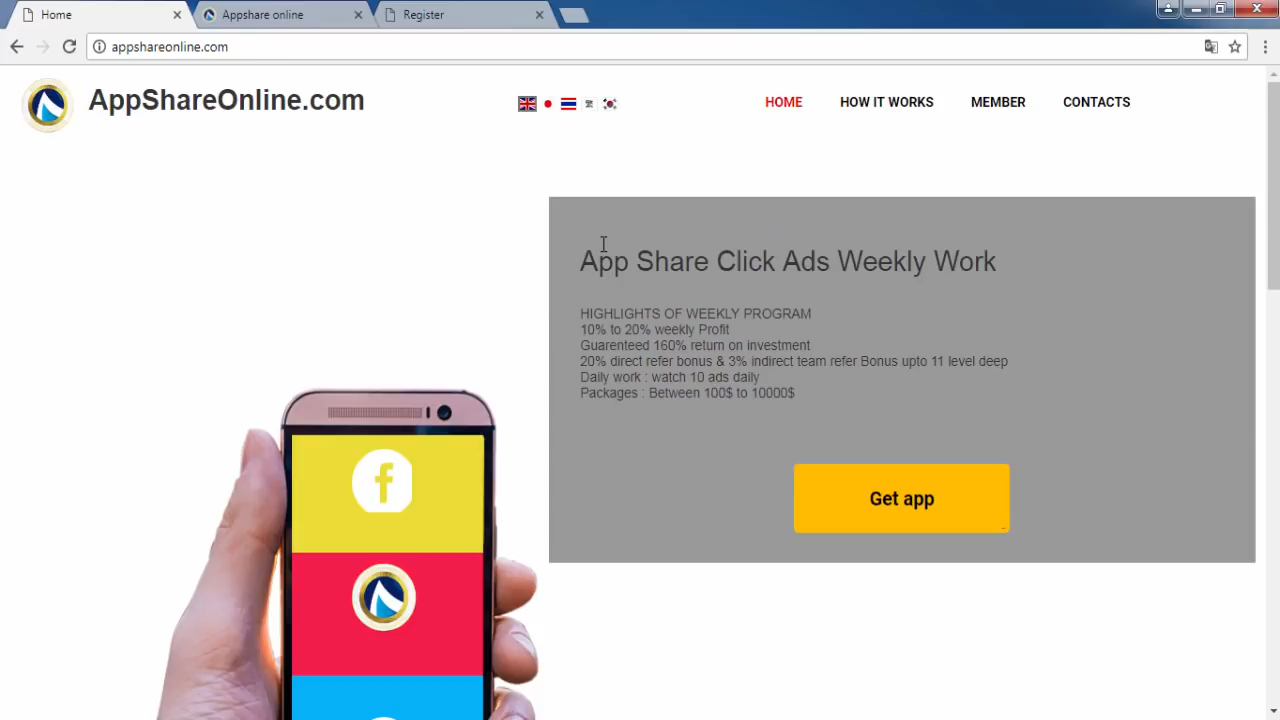 Home
Appshare online
Register
appshareonline.com
AppShareOnline.com
HOME
HOW IT WORKS
MEMBER
CONTACTS
App Share Click Ads Weekly Work
HIGHLIGHTS OF WEEKLY PROGRAM
10% to 20% weekly Profit
Guarenteed 160% return on investment
20% direct refer bonus & 3% indirect team refer Bonus upto 11 level deep
Daily work : watch 10 ads daily
Packages : Between 100$ to 10000$
Get app
f